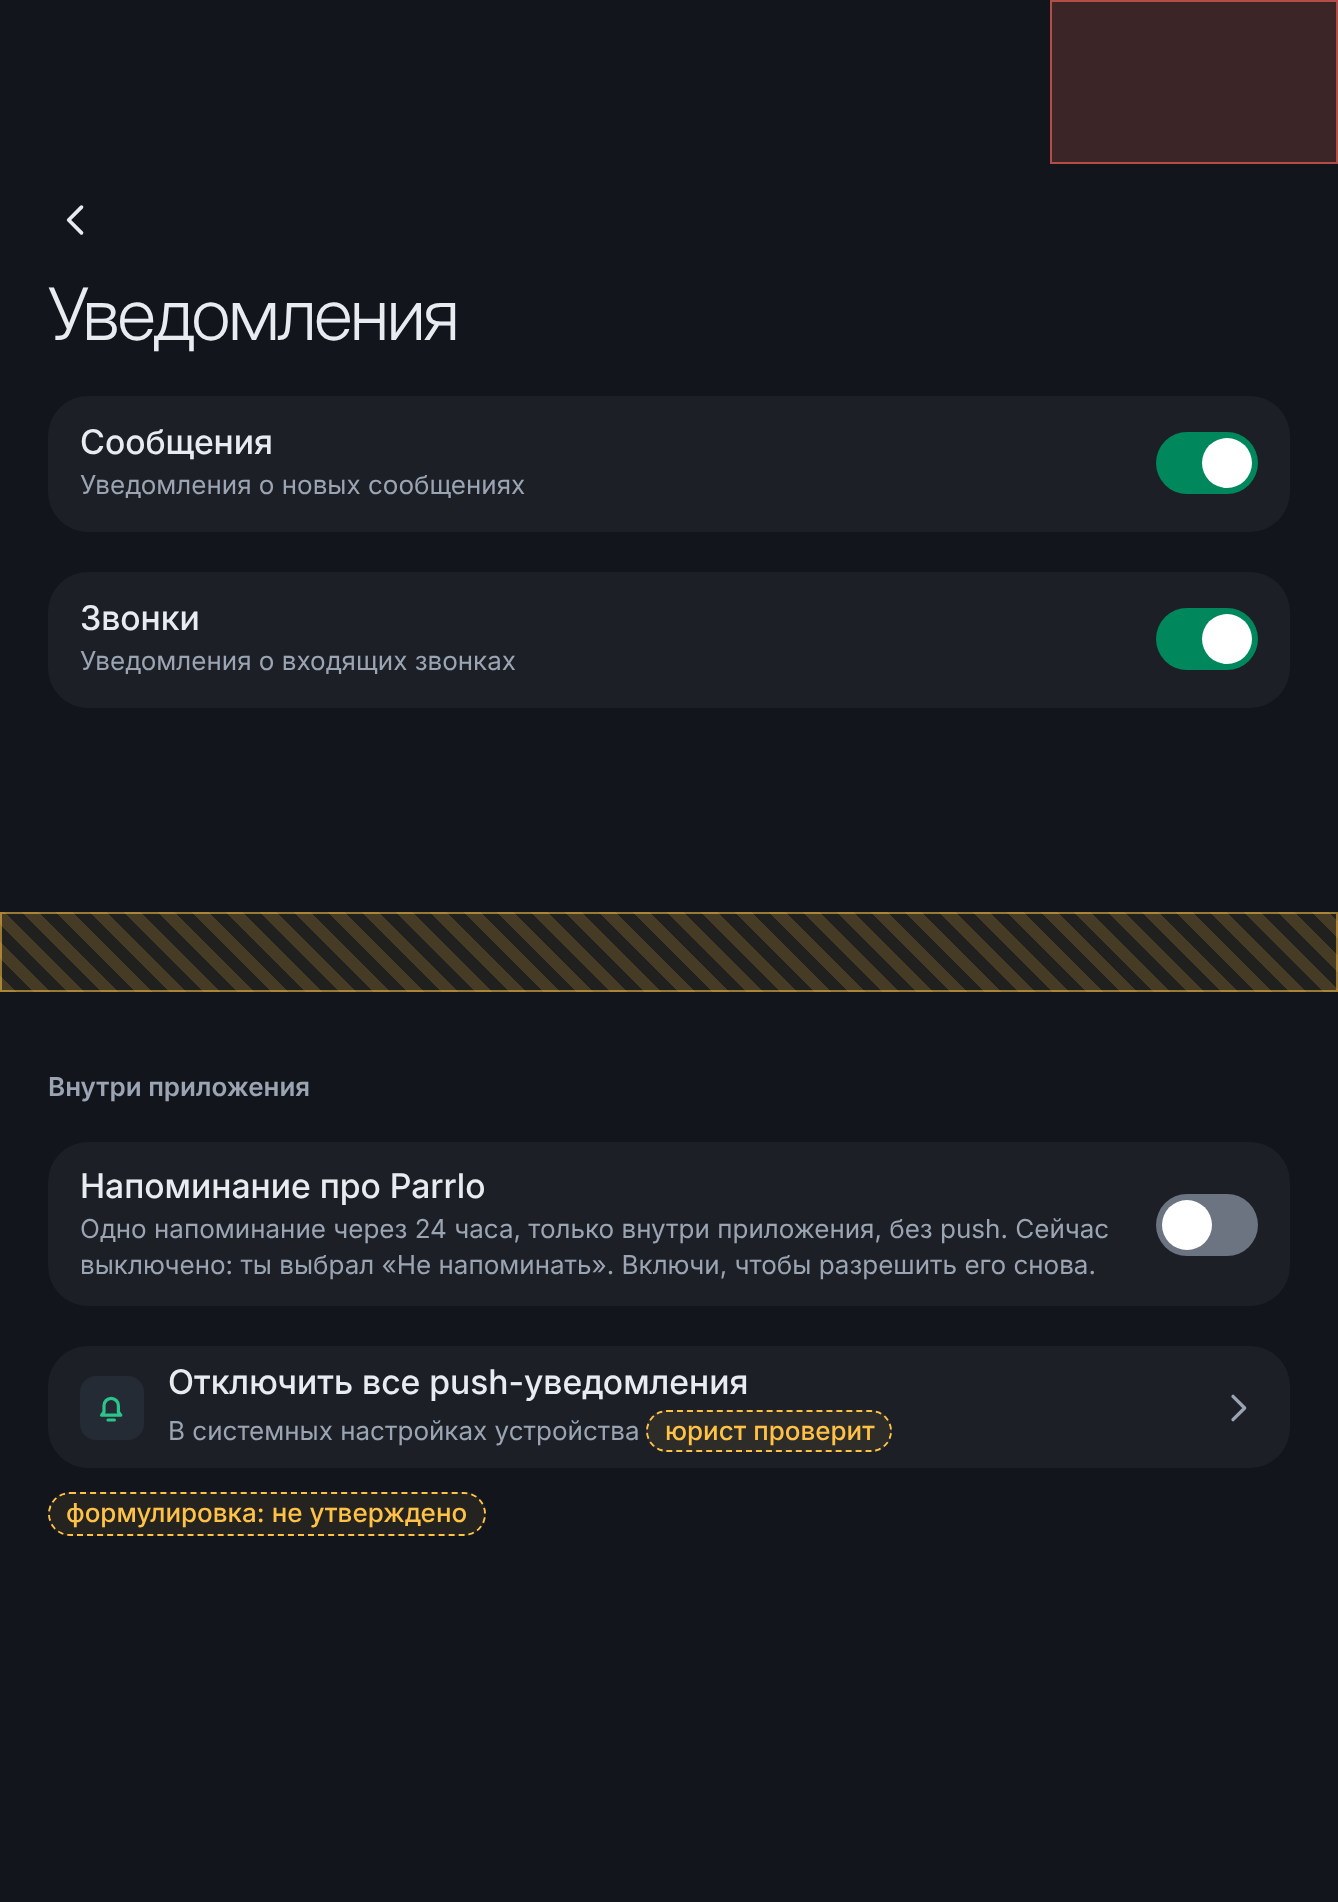 Уведомления
Сообщения
Уведомления о новых сообщениях
Звонки
Уведомления о входящих звонках
Внутри приложения
Напоминание про Parrlo
Одно напоминание через 24 часа, только внутри приложения, без push. Сейчас
выключено: ты выбрал «Не напоминать». Включи, чтобы разрешить его снова.
Отключить все push-уведомления
В системных настройках устройства юрист проверит
формулировка: не утверждено